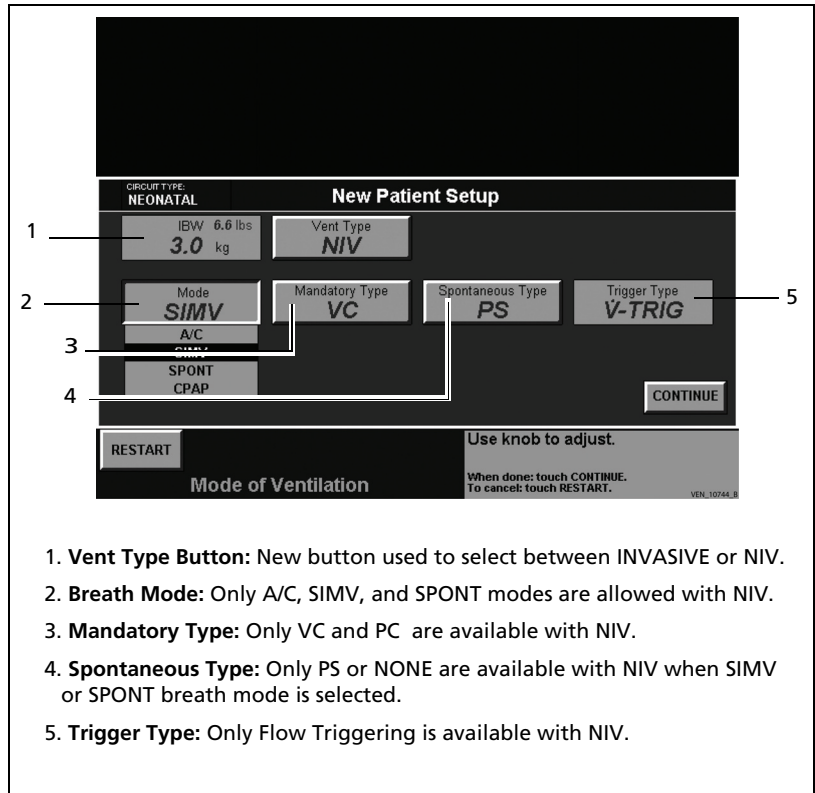 CIRCUIT TYPE:
NEONATAL
New Patient Setup
1
IBW 6.6 lbs
3.0 kg
Vent Type
NIV
2
Mode
SIMV
Mandatory Type
VC
Spontaneous Type
PS
Trigger Type
V̇-TRIG
5
3
A/C
SIMV
SPONT
CPAP
4
CONTINUE
RESTART
Mode of Ventilation
Use knob to adjust.
When done: touch CONTINUE.
To cancel: touch RESTART.
VEN_10744_B
1. Vent Type Button: New button used to select between INVASIVE or NIV.
2. Breath Mode: Only A/C, SIMV, and SPONT modes are allowed with NIV.
3. Mandatory Type: Only VC and PC are available with NIV.
4. Spontaneous Type: Only PS or NONE are available with NIV when SIMV
or SPONT breath mode is selected.
5. Trigger Type: Only Flow Triggering is available with NIV.